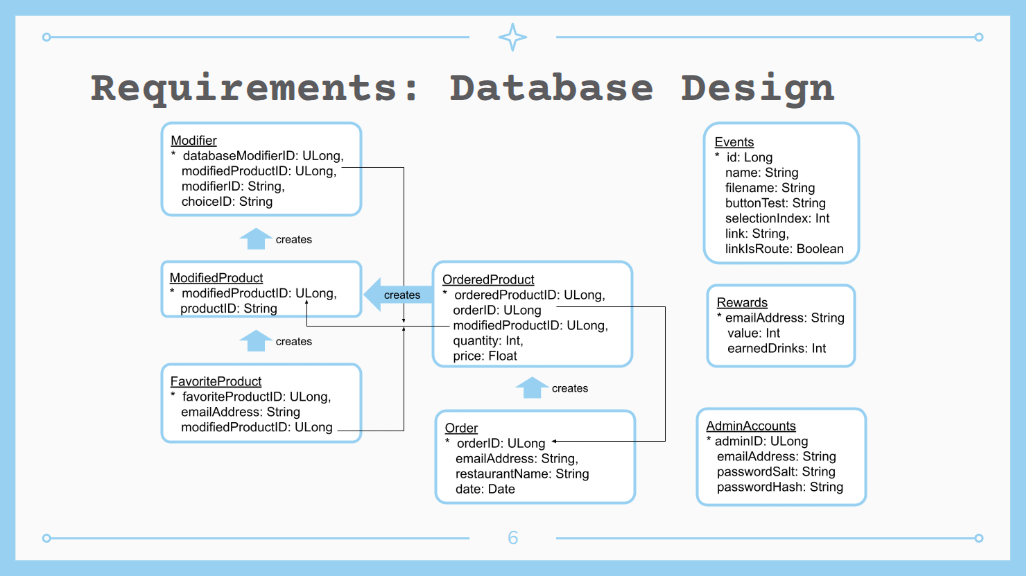 Requirements: Database Design
Modifier
* databaseModifierID: ULong,
modifiedProductID: ULong,
modifierID: String,
choiceID: String
creates
ModifiedProduct
* modifiedProductID: ULong,
productID: String
creates
FavoriteProduct
* favoriteProductID: ULong,
emailAddress: String
modifiedProductID: ULong
creates
OrderedProduct
* orderedProductID: ULong,
orderID: ULong
modifiedProductID: ULong,
quantity: Int,
price: Float
creates
Order
* orderID: ULong
emailAddress: String,
restaurantName: String
date: Date
Events
* id: Long
name: String
filename: String
buttonTest: String
selectionIndex: Int
link: String,
linkIsRoute: Boolean
Rewards
* emailAddress: String
value: Int
earnedDrinks: Int
AdminAccounts
* adminID: ULong
emailAddress: String
passwordSalt: String
passwordHash: String
6